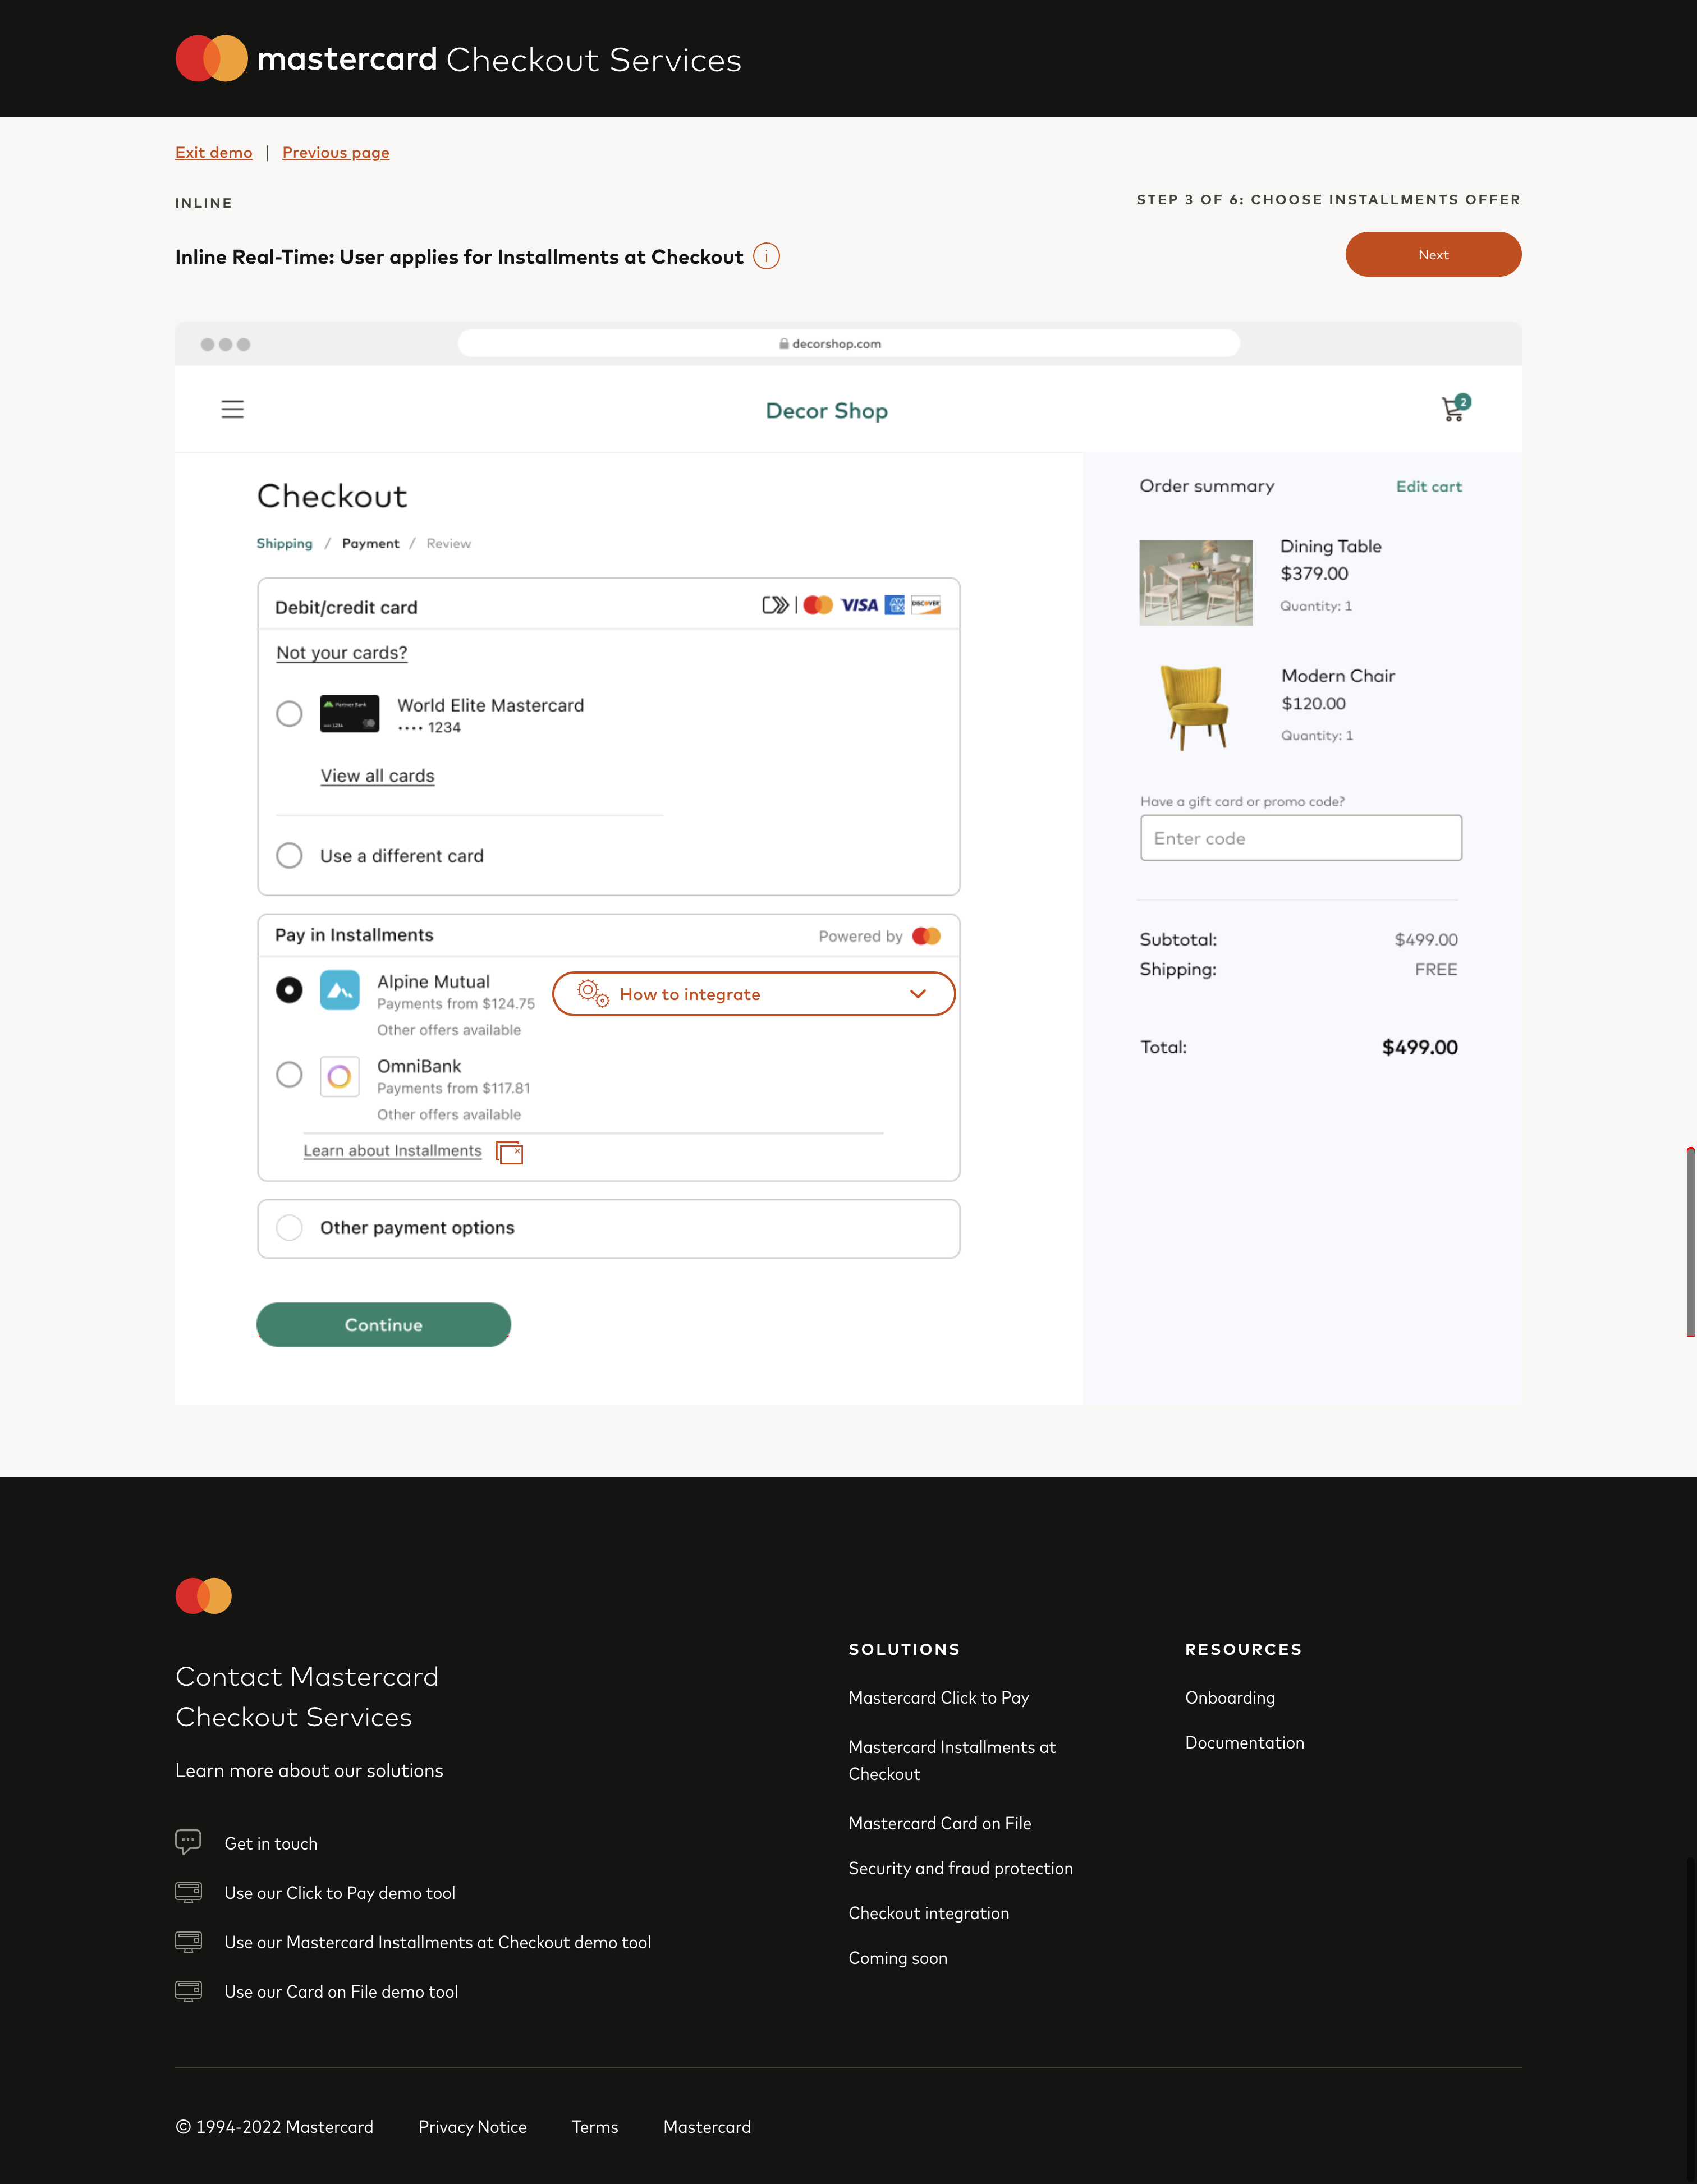 mastercard Checkout Services
Exit demo | Previous page
INLINE
STEP 3 OF 6: CHOOSE INSTALLMENTS OFFER
Inline Real-Time: User applies for Installments at Checkout
Next
decorshop.com
Decor Shop
2
Checkout
Shipping / Payment / Review
Debit/credit card
VISA
AM EX
DISCOVER
Not your cards?
Partner Bank
1234
World Elite Mastercard
•••• 1234
View all cards
Use a different card
Pay in Installments
Powered by
Alpine Mutual
Payments from $124.75
Other offers available
How to integrate
OmniBank
Payments from $117.81
Other offers available
Learn about Installments
Other payment options
Continue
Order summary
Edit cart
Dining Table
$379.00
Quantity: 1
Modern Chair
$120.00
Quantity: 1
Have a gift card or promo code?
Enter code
Subtotal: $499.00
Shipping: FREE
Total: $499.00
Contact Mastercard
Checkout Services
Learn more about our solutions
Get in touch
Use our Click to Pay demo tool
Use our Mastercard Installments at Checkout demo tool
Use our Card on File demo tool
SOLUTIONS
Mastercard Click to Pay
Mastercard Installments at
Checkout
Mastercard Card on File
Security and fraud protection
Checkout integration
Coming soon
RESOURCES
Onboarding
Documentation
© 1994-2022 Mastercard
Privacy Notice
Terms
Mastercard